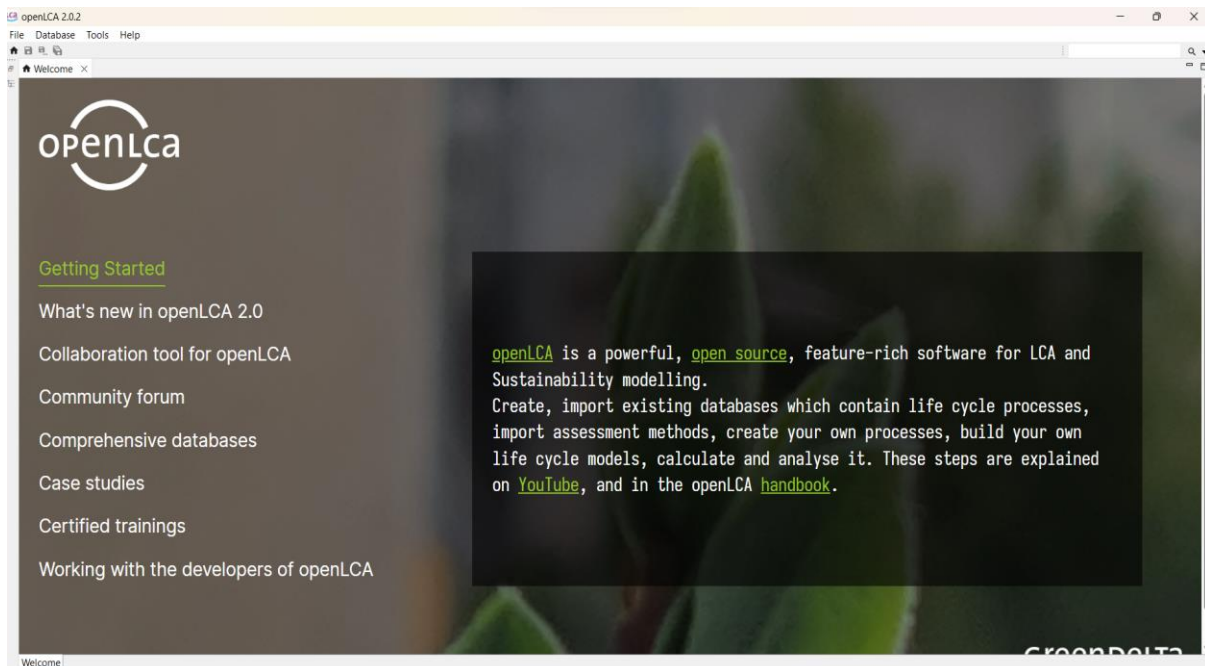 openLCA 2.0.2
File Database Tools Help
Welcome
openLca
Getting Started
What's new in openLCA 2.0
Collaboration tool for openLCA
Community forum
Comprehensive databases
Case studies
Certified trainings
Working with the developers of openLCA
openLCA is a powerful, open source, feature-rich software for LCA and
Sustainability modelling.
Create, import existing databases which contain life cycle processes,
import assessment methods, create your own processes, build your own
life cycle models, calculate and analyse it. These steps are explained
on YouTube, and in the openLCA handbook.
GreenDelta
Welcome